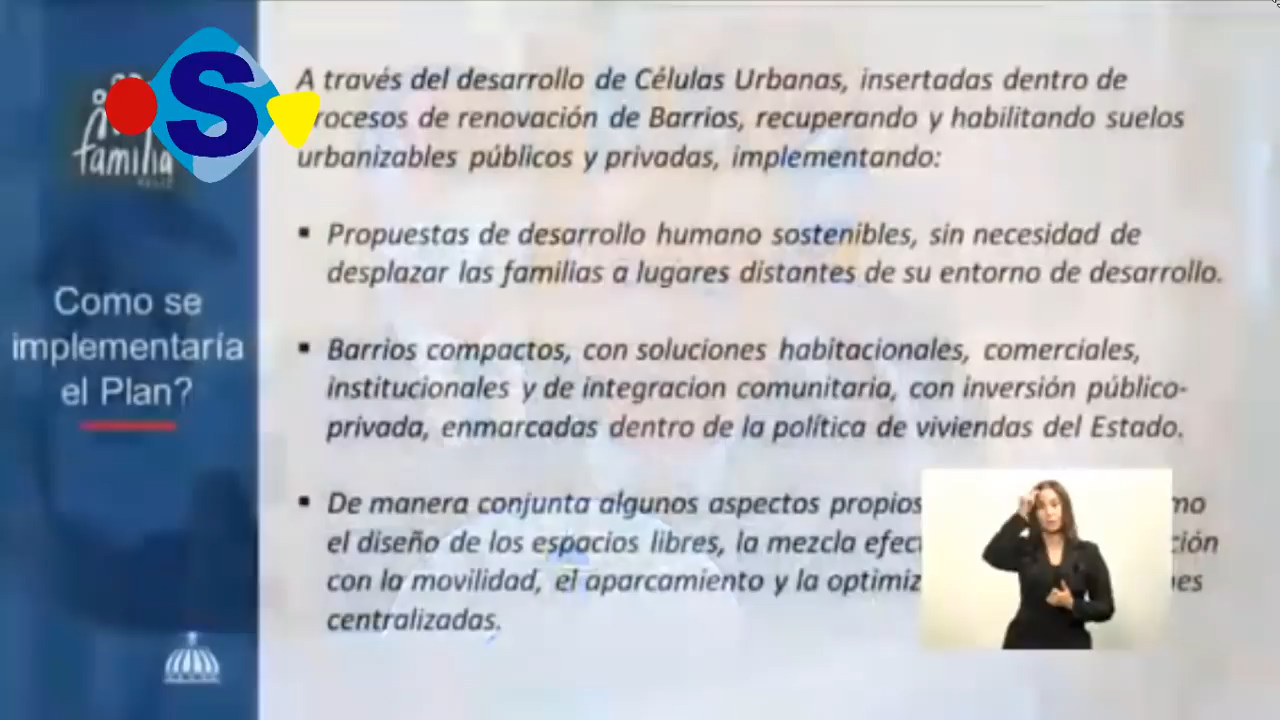 S
familia
FELIZ
Como se
implementaría
el Plan?
A través del desarrollo de Células Urbanas, insertadas dentro de
rocesos de renovación de Barrios, recuperando y habilitando suelos
urbanizables públicos y privadas, implementando:
▪ Propuestas de desarrollo humano sostenibles, sin necesidad de
desplazar las familias a lugares distantes de su entorno de desarrollo.
▪ Barrios compactos, con soluciones habitacionales, comerciales,
institucionales y de integracion comunitaria, con inversión público-
privada, enmarcadas dentro de la política de viviendas del Estado.
▪ De manera conjunta algunos aspectos propios
el diseño de los espacios libres, la mezcla
con la movilidad, el aparcamiento y la
centralizadas.